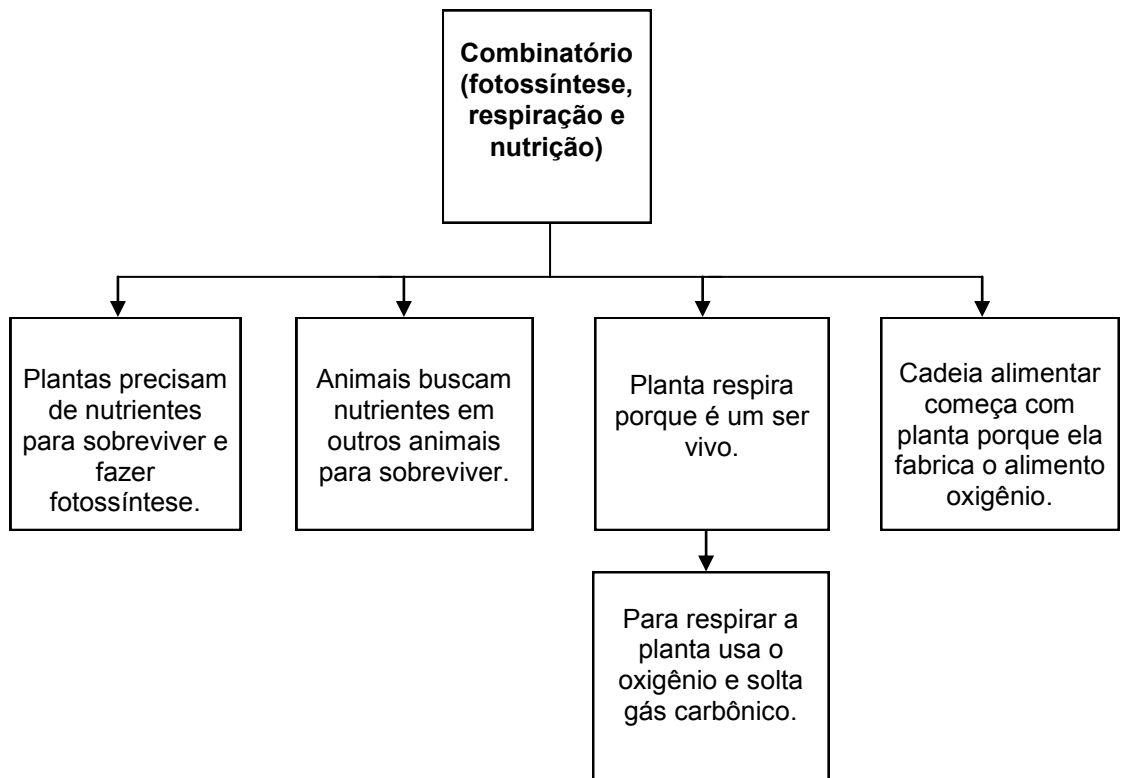 Combinatório
(fotossíntese,
respiração e
nutrição)
Plantas precisam
de nutrientes
para sobreviver e
fazer
fotossíntese.
Animais buscam
nutrientes em
outros animais
para sobreviver.
Planta respira
porque é um ser
vivo.
Cadeia alimentar
começa com
planta porque ela
fabrica o alimento
oxigênio.
Para respirar a
planta usa o
oxigênio e solta
gás carbônico.